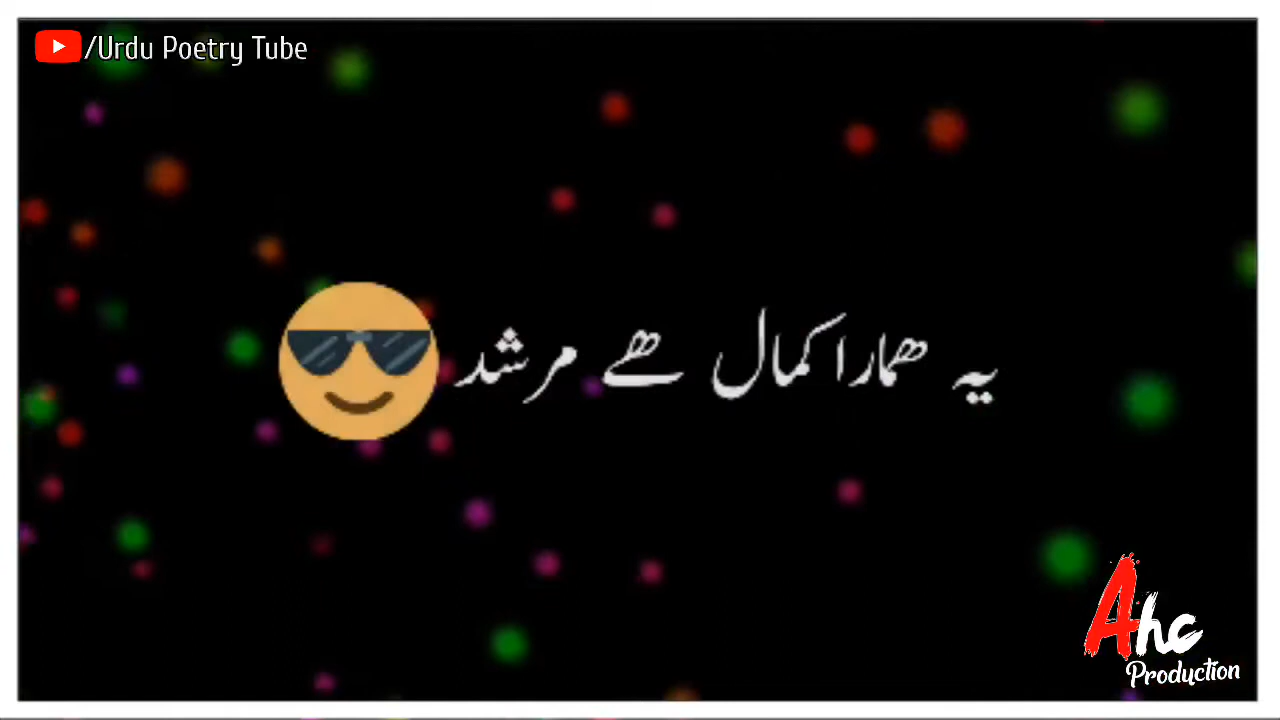 /Urdu Poetry Tube
یہ ھمارا کمال ھے مرشد
Ahc
Production